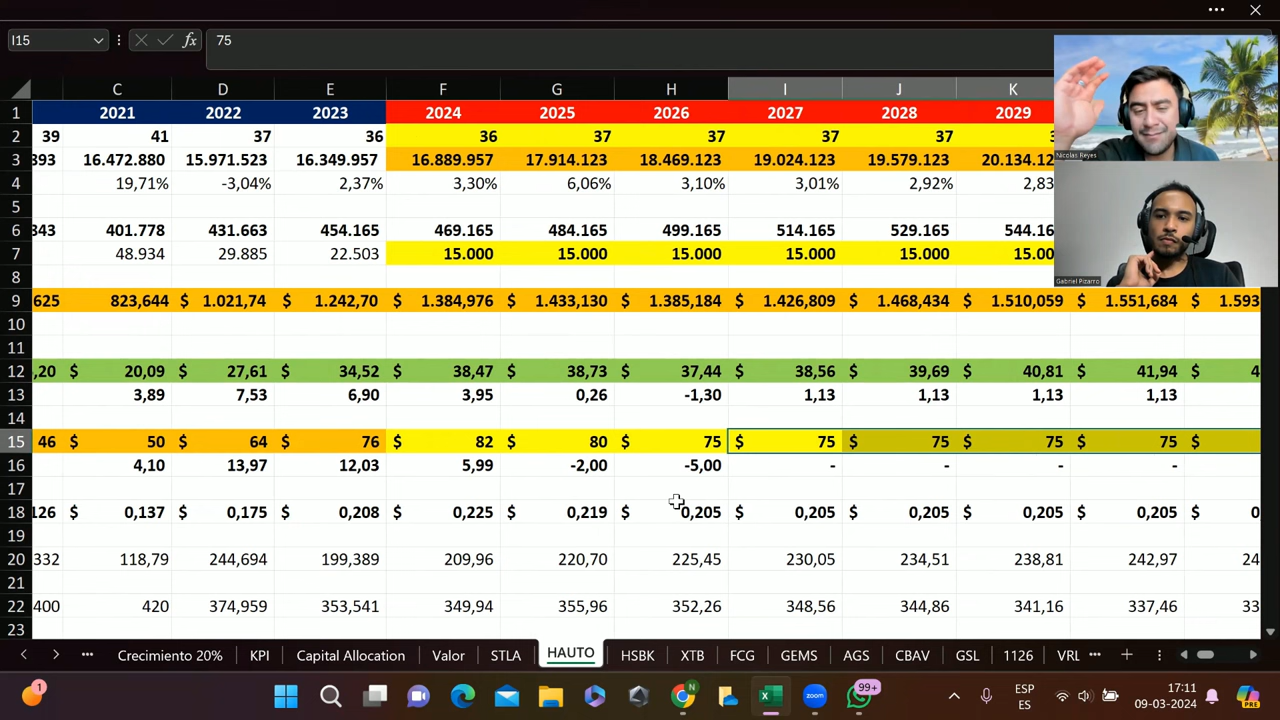 I15 fx 75
C D E F G H I J K
1 2021 2022 2023 2024 2025 2026 2027 2028 2029
2 39 41 37 36 36 37 37 37 37
3 393 16.472.880 15.971.523 16.349.957 16.889.957 17.914.123 18.469.123 19.024.123 19.579.123 20.134.12
4 19,71% -3,04% 2,37% 3,30% 6,06% 3,10% 3,01% 2,92% 2,83
5
6 343 401.778 431.663 454.165 469.165 484.165 499.165 514.165 529.165 544.16
7 48.934 29.885 22.503 15.000 15.000 15.000 15.000 15.000 15.00
8
9 625 823,644 $ 1.021,74 $ 1.242,70 $ 1.384,976 $ 1.433,130 $ 1.385,184 $ 1.426,809 $ 1.468,434 $ 1.510,059 $ 1.551,684 $ 1.593
10
11
12 ,20 $ 20,09 $ 27,61 $ 34,52 $ 38,47 $ 38,73 $ 37,44 $ 38,56 $ 39,69 $ 40,81 $ 41,94 $ 4
13 3,89 7,53 6,90 3,95 0,26 -1,30 1,13 1,13 1,13 1,13
14
15 46 $ 50 $ 64 $ 76 $ 82 $ 80 $ 75 $ 75 $ 75 $ 75 $ 75 $
16 4,10 13,97 12,03 5,99 -2,00 -5,00 - - - -
17
18 126 $ 0,137 $ 0,175 $ 0,208 $ 0,225 $ 0,219 $ 0,205 $ 0,205 $ 0,205 $ 0,205 $ 0,205 $ 0
19
20 332 118,79 244,694 199,389 209,96 220,70 225,45 230,05 234,51 238,81 242,97 24
21
22 400 420 374,959 353,541 349,94 355,96 352,26 348,56 344,86 341,16 337,46 33
23
Nicolas Reyes
Gabriel Pizarro
Crecimiento 20% KPI Capital Allocation Valor STLA HAUTO HSBK XTB FCG GEMS AGS CBAV GSL 1126 VRL
1 N zoom 99+ ESP ES 17:11 09-03-2024 PRE